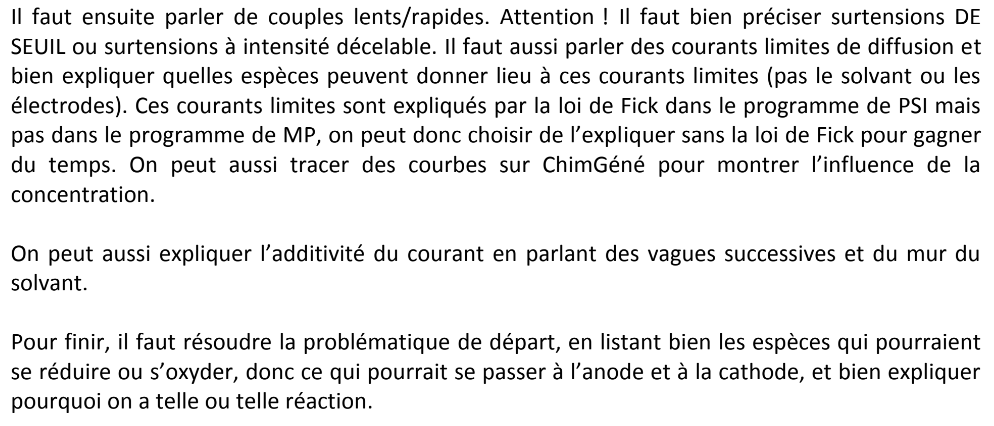 Il faut ensuite parler de couples lents/rapides. Attention ! Il faut bien préciser surtensions DE
SEUIL ou surtensions à intensité décelable. Il faut aussi parler des courants limites de diffusion et
bien expliquer quelles espèces peuvent donner lieu à ces courants limites (pas le solvant ou les
électrodes). Ces courants limites sont expliqués par la loi de Fick dans le programme de PSI mais
pas dans le programme de MP, on peut donc choisir de l’expliquer sans la loi de Fick pour gagner
du temps. On peut aussi tracer des courbes sur ChimGéné pour montrer l’influence de la
concentration.
On peut aussi expliquer l’additivité du courant en parlant des vagues successives et du mur du
solvant.
Pour finir, il faut résoudre la problématique de départ, en listant bien les espèces qui pourraient
se réduire ou s’oxyder, donc ce qui pourrait se passer à l’anode et à la cathode, et bien expliquer
pourquoi on a telle ou telle réaction.